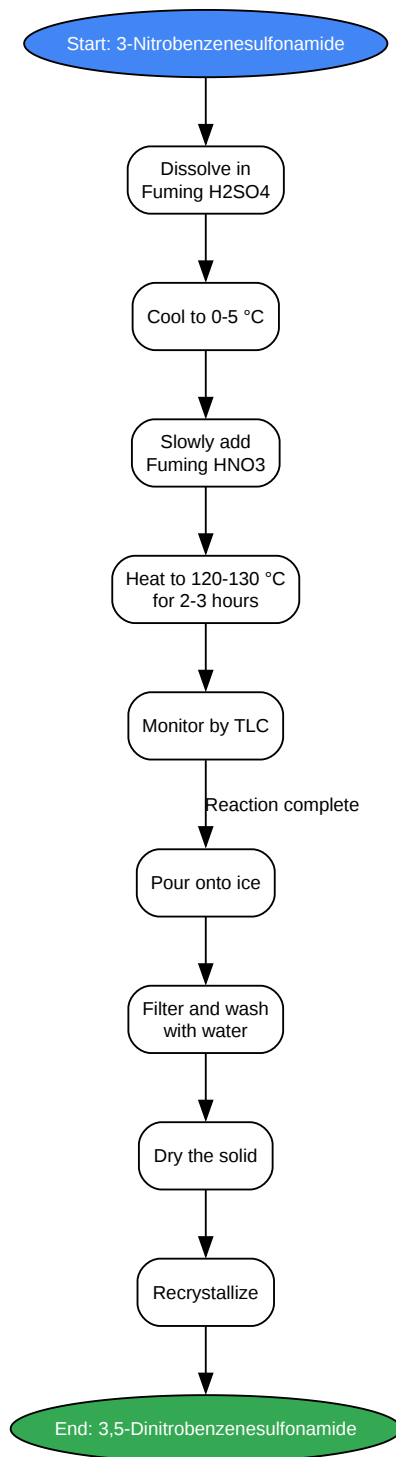 Start: 3-Nitrobenzenesulfonamide
Dissolve in
Fuming H2SO4
Cool to 0-5 °C
Slowly add
Fuming HNO3
Heat to 120-130 °C
for 2-3 hours
Monitor by TLC
Reaction complete
Pour onto ice
Filter and wash
with water
Dry the solid
Recrystallize
End: 3,5-Dinitrobenzenesulfonamide